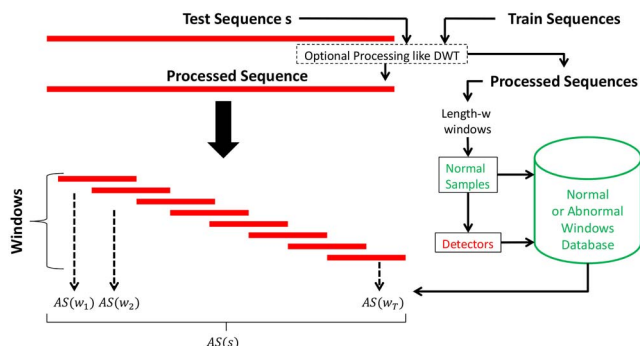 Test Sequence s
Train Sequences
Optional Processing like DWT
Processed Sequence
Processed Sequences
Length-w
windows
Normal
Samples
Detectors
Normal
or Abnormal
Windows
Database
Windows
AS(w₁)
AS(w₂)
AS(w_T)
AS(s)